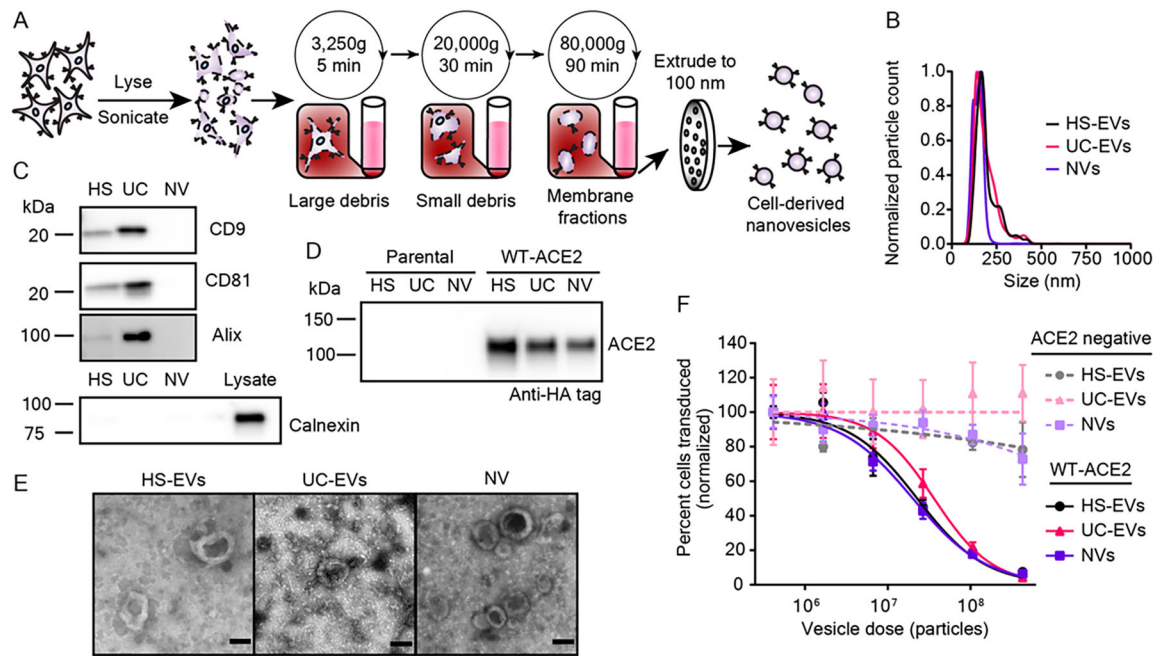 A
Lyse
Sonicate
3,250g
5 min
20,000g
30 min
80,000g
90 min
Extrude to
100 nm
Large debris
Small debris
Membrane
fractions
Cell-derived
nanovesicles
B
Normalized particle count
1.0
0.8
0.6
0.4
0.2
0.0
0
250
500
750
1000
Size (nm)
HS-EVs
UC-EVs
NVs
C
HS UC NV
kDa
20
CD9
20
CD81
100
Alix
HS UC NV Lysate
100
75
Calnexin
D
Parental
WT-ACE2
HS UC NV HS UC NV
kDa
150
100
ACE2
Anti-HA tag
E
HS-EVs
UC-EVs
NV
F
Percent cells transduced
(normalized)
140
120
100
80
60
40
20
0
10⁶
10⁷
10⁸
Vesicle dose (particles)
ACE2 negative
HS-EVs
UC-EVs
NVs
WT-ACE2
HS-EVs
UC-EVs
NVs